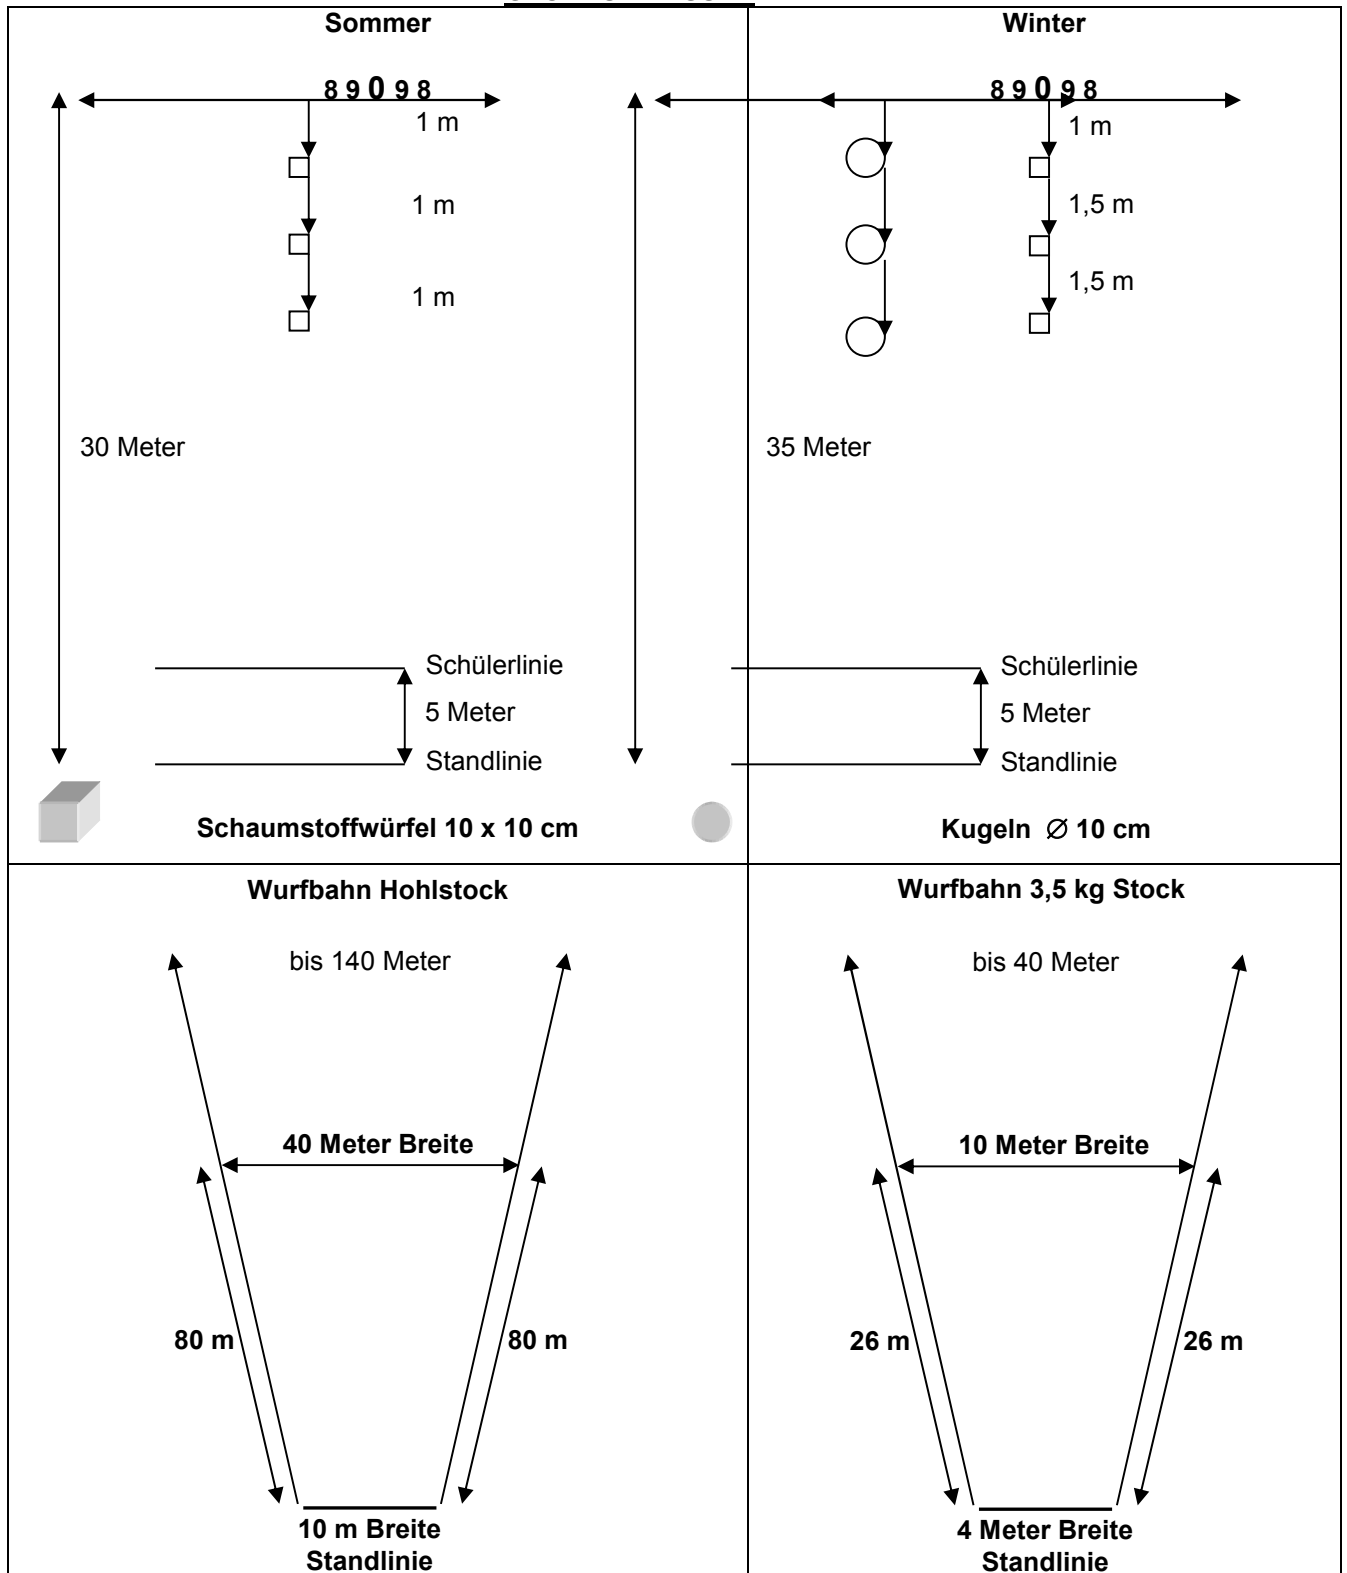 Sommer
8 9 0 9 8
1 m
1 m
1 m
30 Meter
Schülerlinie
5 Meter
Standlinie
Schaumstoffwürfel 10 x 10 cm
Winter
8 9 0 9 8
1 m
1,5 m
1,5 m
35 Meter
Schülerlinie
5 Meter
Standlinie
Kugeln ∅ 10 cm
Wurfbahn Hohlstock
bis 140 Meter
40 Meter Breite
80 m 80 m
10 m Breite
Standlinie
Wurfbahn 3,5 kg Stock
bis 40 Meter
10 Meter Breite
26 m 26 m
4 Meter Breite
Standlinie